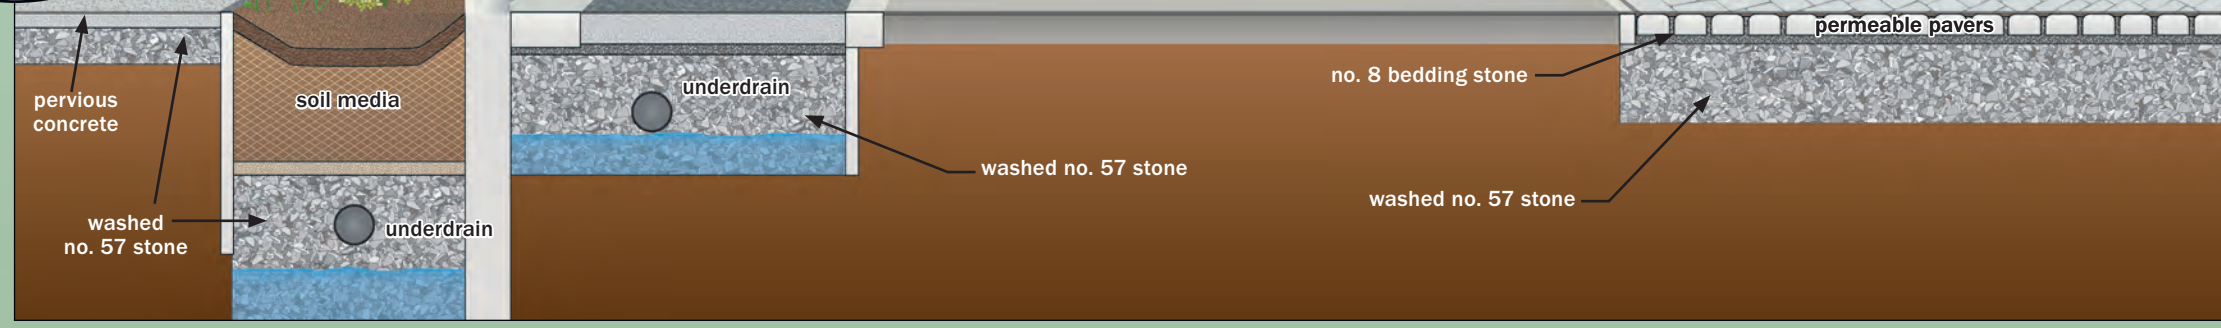 permeable pavers
no. 8 bedding stone
underdrain
pervious
concrete
soil media
washed no. 57 stone
washed no. 57 stone
washed
no. 57 stone
underdrain